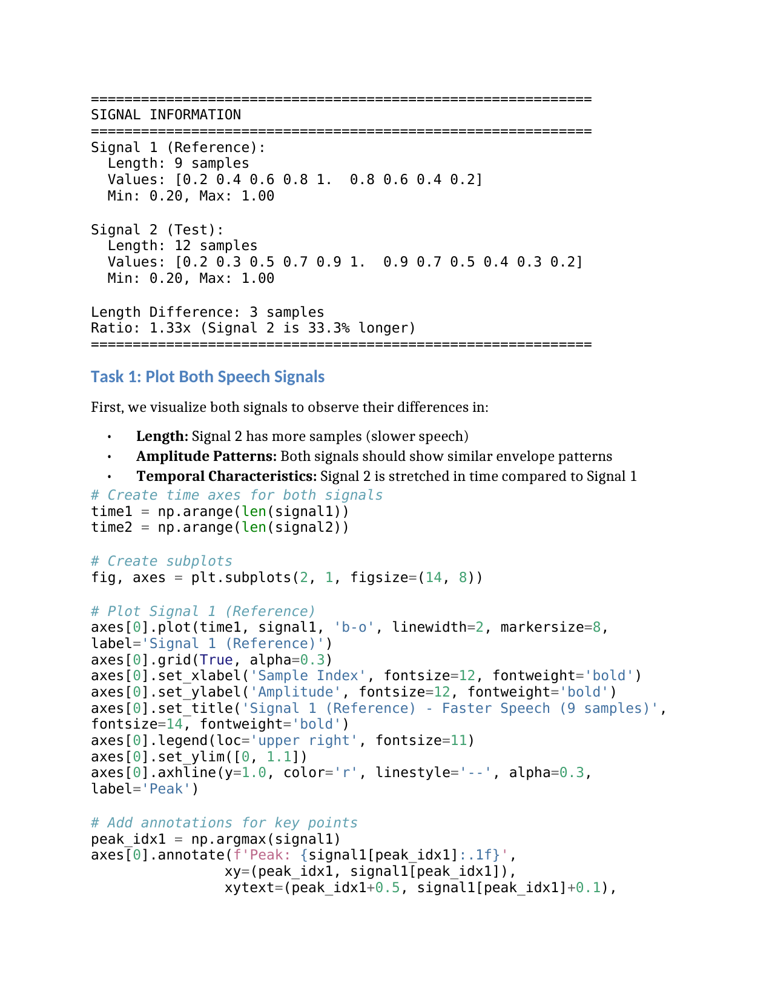 ============================================================
SIGNAL INFORMATION
============================================================
Signal 1 (Reference):
  Length: 9 samples
  Values: [0.2 0.4 0.6 0.8 1.  0.8 0.6 0.4 0.2]
  Min: 0.20, Max: 1.00

Signal 2 (Test):
  Length: 12 samples
  Values: [0.2 0.3 0.5 0.7 0.9 1.  0.9 0.7 0.5 0.4 0.3 0.2]
  Min: 0.20, Max: 1.00

Length Difference: 3 samples
Ratio: 1.33x (Signal 2 is 33.3% longer)
============================================================
Task 1: Plot Both Speech Signals
First, we visualize both signals to observe their differences in:
• Length: Signal 2 has more samples (slower speech)
• Amplitude Patterns: Both signals should show similar envelope patterns
• Temporal Characteristics: Signal 2 is stretched in time compared to Signal 1
# Create time axes for both signals
time1 = np.arange(len(signal1))
time2 = np.arange(len(signal2))

# Create subplots
fig, axes = plt.subplots(2, 1, figsize=(14, 8))

# Plot Signal 1 (Reference)
axes[0].plot(time1, signal1, 'b-o', linewidth=2, markersize=8,
label='Signal 1 (Reference)')
axes[0].grid(True, alpha=0.3)
axes[0].set_xlabel('Sample Index', fontsize=12, fontweight='bold')
axes[0].set_ylabel('Amplitude', fontsize=12, fontweight='bold')
axes[0].set_title('Signal 1 (Reference) - Faster Speech (9 samples)',
fontsize=14, fontweight='bold')
axes[0].legend(loc='upper right', fontsize=11)
axes[0].set_ylim([0, 1.1])
axes[0].axhline(y=1.0, color='r', linestyle='--', alpha=0.3,
label='Peak')

# Add annotations for key points
peak_idx1 = np.argmax(signal1)
axes[0].annotate(f'Peak: {signal1[peak_idx1]:.1f}',
                xy=(peak_idx1, signal1[peak_idx1]),
                xytext=(peak_idx1+0.5, signal1[peak_idx1]+0.1),